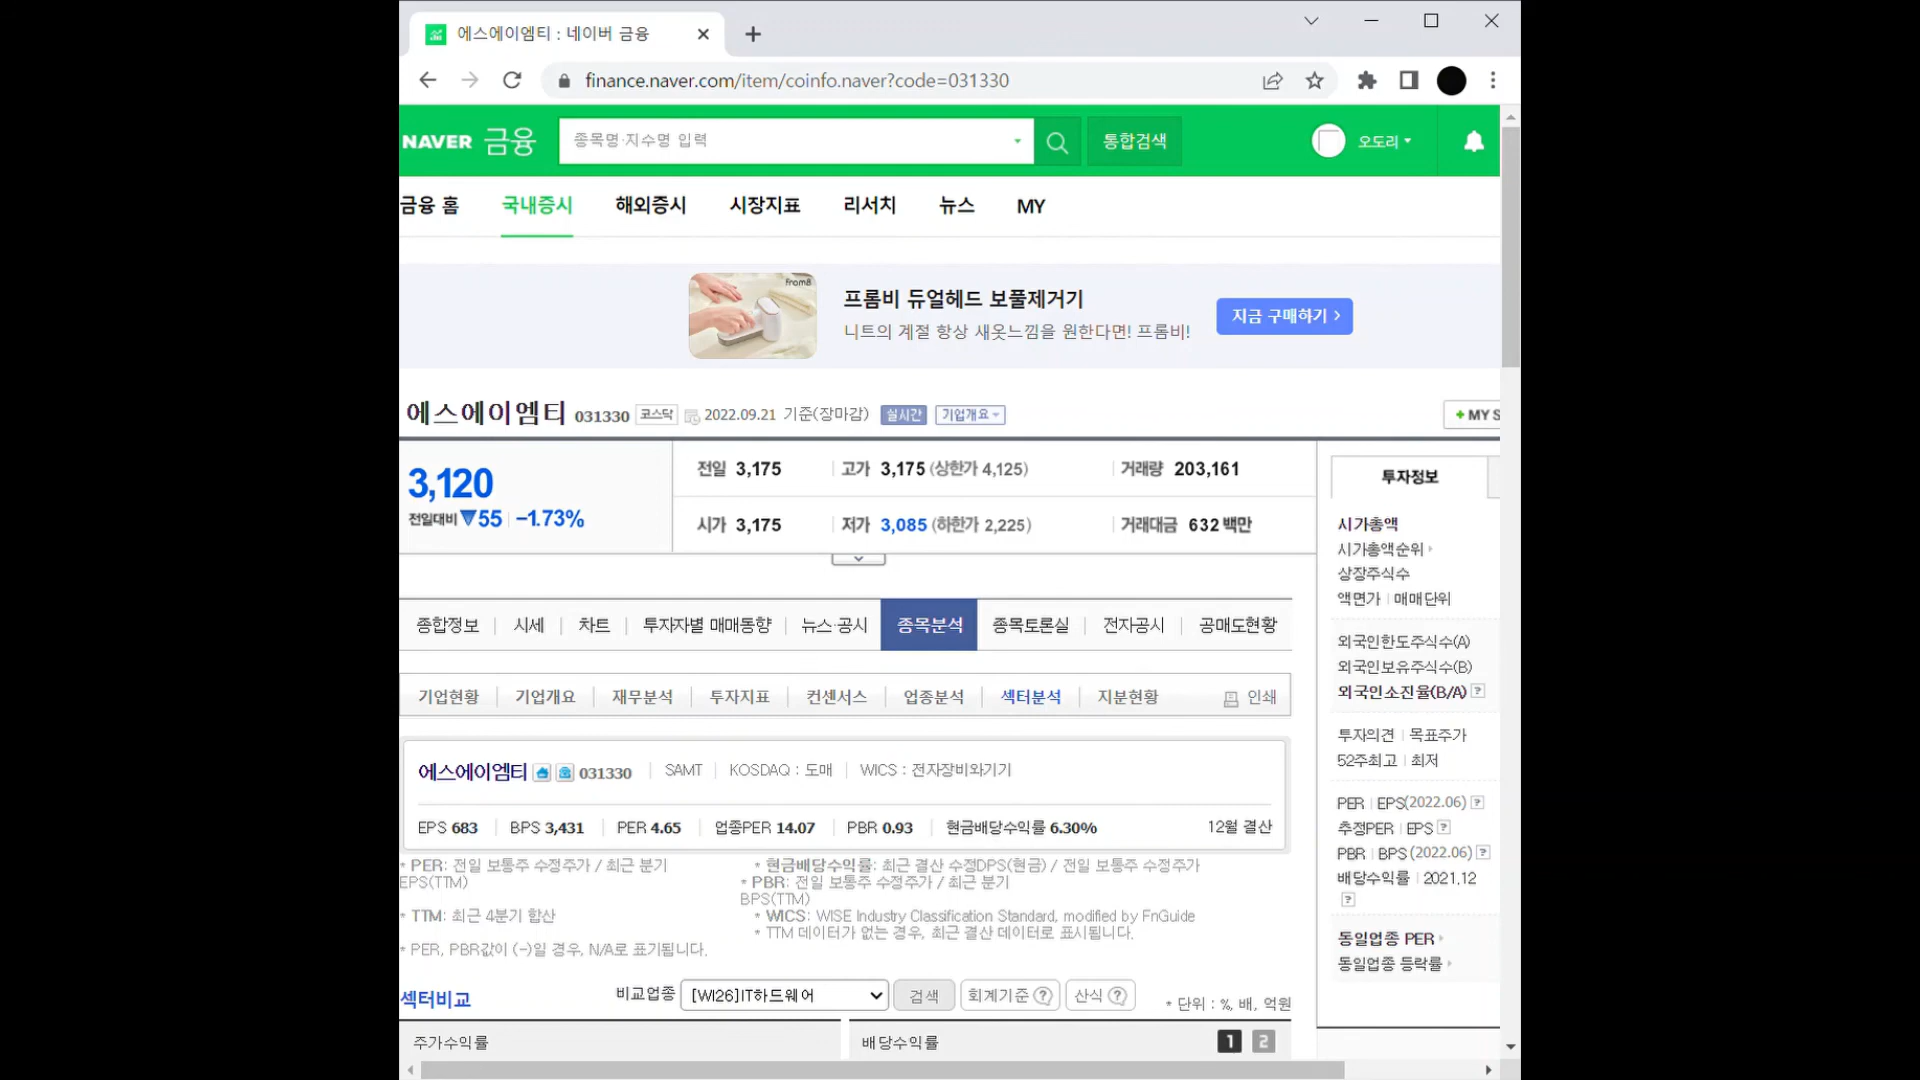 에스에이엠티 : 네이버 금융
finance.naver.com/item/coinfo.naver?code=031330
NAVER 금융 종목명·지수명 입력 통합검색 오도리
금융 홈 국내증시 해외증시 시장지표 리서치 뉴스 MY
from8
프롬비 듀얼헤드 보풀제거기
니트의 계절 항상 새옷느낌을 원한다면! 프롬비!
지금 구매하기
에스에이엠티 031330 코스닥 2022.09.21 기준(장마감) 실시간 기업개요 + MY S
3,120
전일대비 ▼55 -1.73%
전일 3,175 고가 3,175 (상한가 4,125) 거래량 203,161
시가 3,175 저가 3,085 (하한가 2,225) 거래대금 632 백만
종합정보 시세 차트 투자자별 매매동향 뉴스·공시 종목분석 종목토론실 전자공시 공매도현황
기업현황 기업개요 재무분석 투자지표 컨센서스 업종분석 섹터분석 지분현황 인쇄
에스에이엠티 031330 SAMT KOSDAQ : 도매 WICS : 전자장비와기기
EPS 683 BPS 3,431 PER 4.65 업종PER 14.07 PBR 0.93 현금배당수익률 6.30% 12월 결산
* PER: 전일 보통주 수정주가 / 최근 분기
EPS(TTM)
* TTM: 최근 4분기 합산
* PER, PBR값이 (-)일 경우, N/A로 표기됩니다.
* 현금배당수익률: 최근 결산 수정DPS(현금) / 전일 보통주 수정주가
* PBR: 전일 보통주 수정주가 / 최근 분기
BPS(TTM)
* WICS: WISE Industry Classification Standard, modified by FnGuide
* TTM 데이터가 없는 경우, 최근 결산 데이터로 표시됩니다.
섹터비교 비교업종 [WI26]IT하드웨어 검색 회계기준 ? 산식 ? * 단위 : %, 배, 억원
주가수익률 배당수익률 1 2
투자정보
시가총액
시가총액순위
상장주식수
액면가 매매단위
외국인한도주식수(A)
외국인보유주식수(B)
외국인소진율(B/A) ?
투자의견 목표주가
52주최고 최저
PER EPS(2022.06) ?
추정PER EPS ?
PBR BPS (2022.06) ?
배당수익률 2021.12
?
동일업종 PER
동일업종 등락률